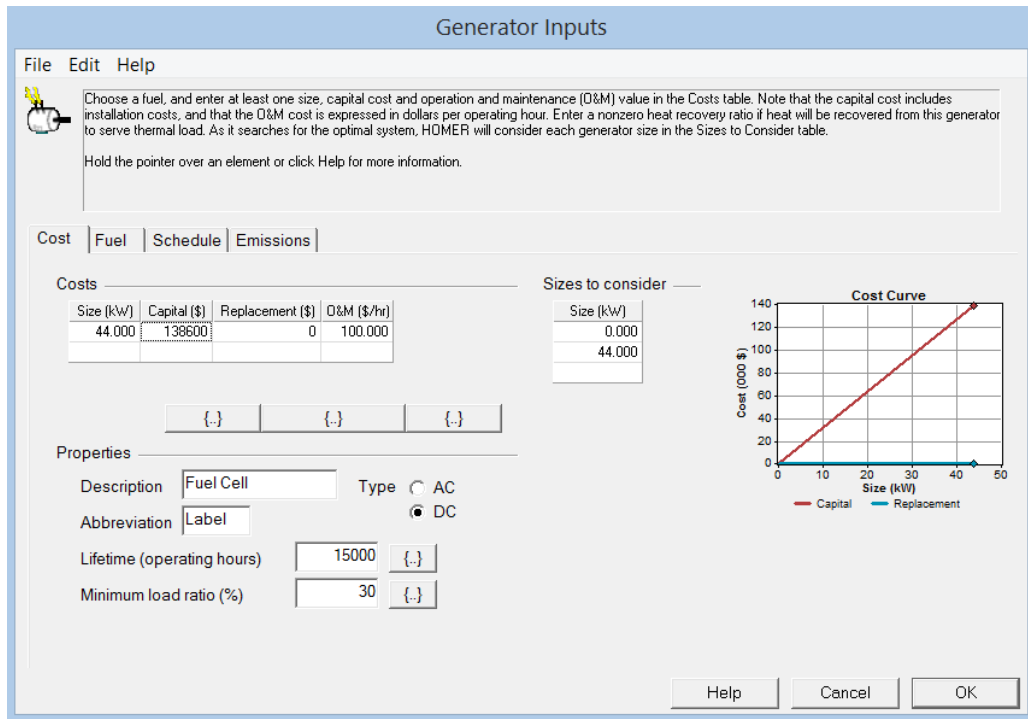 Generator Inputs
File Edit Help
Choose a fuel, and enter at least one size, capital cost and operation and maintenance (O&M) value in the Costs table. Note that the capital cost includes
installation costs, and that the O&M cost is expressed in dollars per operating hour. Enter a nonzero heat recovery ratio if heat will be recovered from this generator
to serve thermal load. As it searches for the optimal system, HOMER will consider each generator size in the Sizes to Consider table.
Hold the pointer over an element or click Help for more information.
Cost Fuel Schedule Emissions
Costs
Size (kW) Capital ($) Replacement ($) O&M ($/hr)
44.000 138600 0 100.000
{..} {..} {..}
Sizes to consider
Size (kW)
0.000
44.000
Cost Curve
Cost (000 $)
140
120
100
80
60
40
20
0
0 10 20 30 40 50
Size (kW)
Capital Replacement
Properties
Description Fuel Cell Type AC
Abbreviation Label DC
Lifetime (operating hours) 15000 {..}
Minimum load ratio (%) 30 {..}
Help Cancel OK